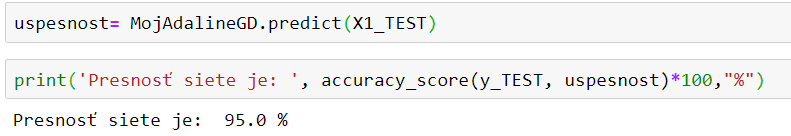 uspesnost= MojAdalineGD.predict(X1_TEST)
print('Presnosť siete je: ', accuracy_score(y_TEST, uspesnost)*100,"%")
Presnosť siete je:  95.0 %